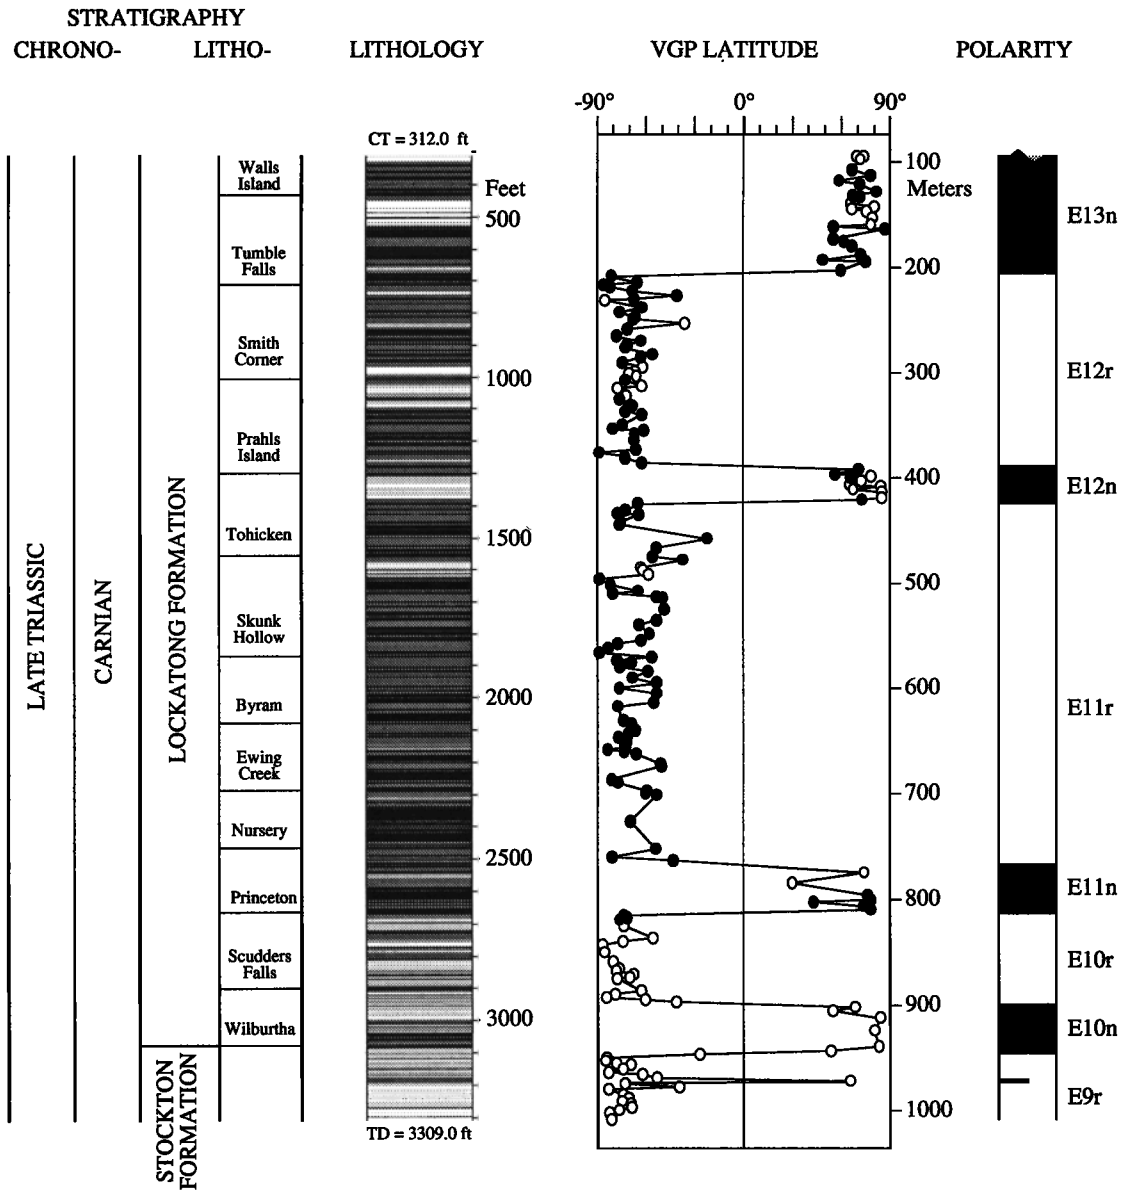 STRATIGRAPHY
CHRONO-
LITHO-
LITHOLOGY
VGP LATITUDE
POLARITY
-90°
0°
90°
CT = 312.0 ft
Feet
500
1000
1500
2000
2500
3000
TD = 3309.0 ft
LATE TRIASSIC
CARNIAN
LOCKATONG FORMATION
STOCKTON
FORMATION
Walls
Island
Tumble
Falls
Smith
Corner
Prahls
Island
Tohicken
Skunk
Hollow
Byram
Ewing
Creek
Nursery
Princeton
Scudders
Falls
Wilburtha
100
Meters
200
300
400
500
600
700
800
900
1000
E13n
E12r
E12n
E11r
E11n
E10r
E10n
E9r